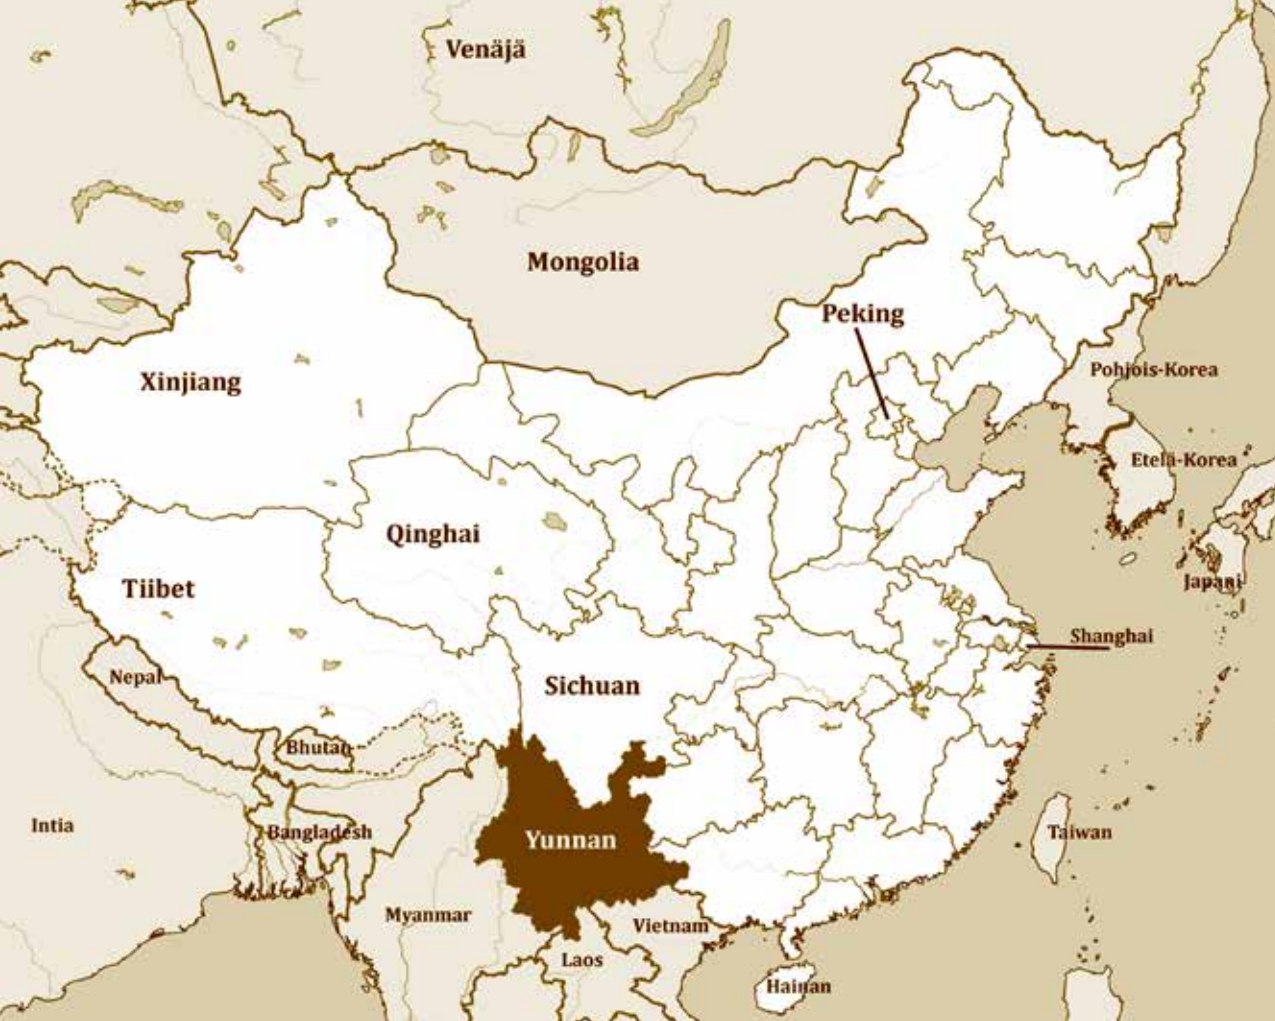 Venäjä
Mongolia
Peking
Pohjois-Korea
Xinjiang
Etelä-Korea
Qinghai
Japani
Tiibet
Shanghai
Nepal
Sichuan
Bhutan
Intia
Bangladesh
Yunnan
Taiwan
Myanmar
Vietnam
Laos
Hainan